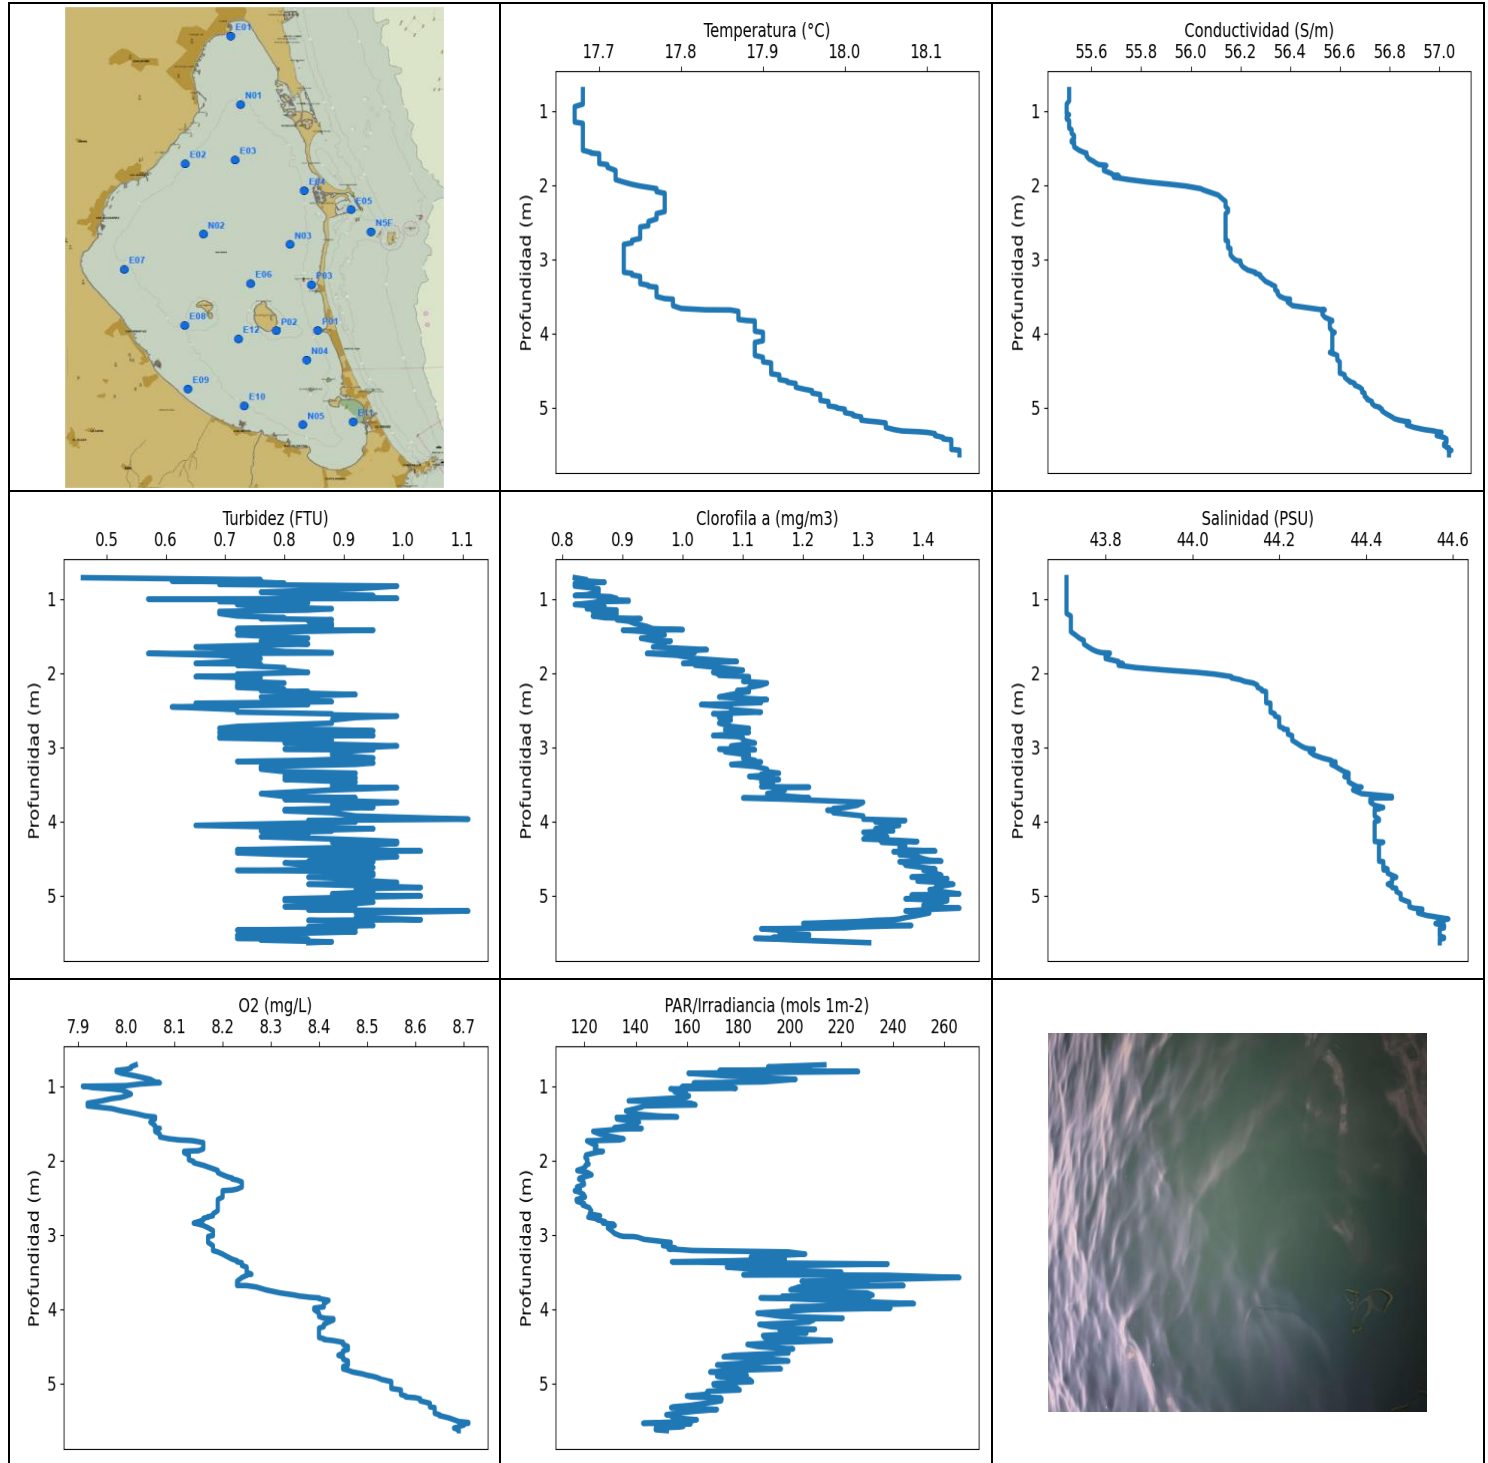 E01
N01
E02
E03
E04
E05
N5F
N02
N03
E07
E06
P03
E08
E12
P02
P01
N04
E09
E10
N05
E11
Temperatura (°C)
17.7 17.8 17.9 18.0 18.1
Profundidad (m)
1
2
3
4
5
Conductividad (S/m)
55.6 55.8 56.0 56.2 56.4 56.6 56.8 57.0
Profundidad (m)
1
2
3
4
5
Turbidez (FTU)
0.5 0.6 0.7 0.8 0.9 1.0 1.1
Profundidad (m)
1
2
3
4
5
Clorofila a (mg/m3)
0.8 0.9 1.0 1.1 1.2 1.3 1.4
Profundidad (m)
1
2
3
4
5
Salinidad (PSU)
43.8 44.0 44.2 44.4 44.6
Profundidad (m)
1
2
3
4
5
O2 (mg/L)
7.9 8.0 8.1 8.2 8.3 8.4 8.5 8.6 8.7
Profundidad (m)
1
2
3
4
5
PAR/Irradiancia (mols 1m-2)
120 140 160 180 200 220 240 260
Profundidad (m)
1
2
3
4
5